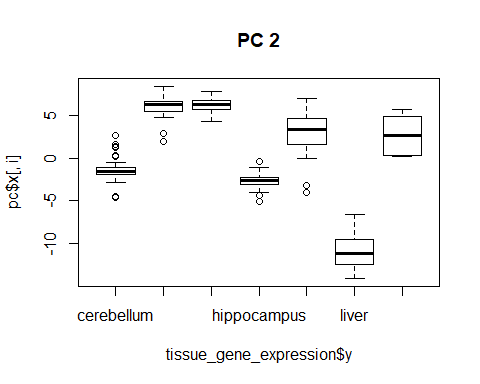 PC 2
pc$x[, i]
5
0
-5
-10
cerebellum hippocampus liver
tissue_gene_expression$y